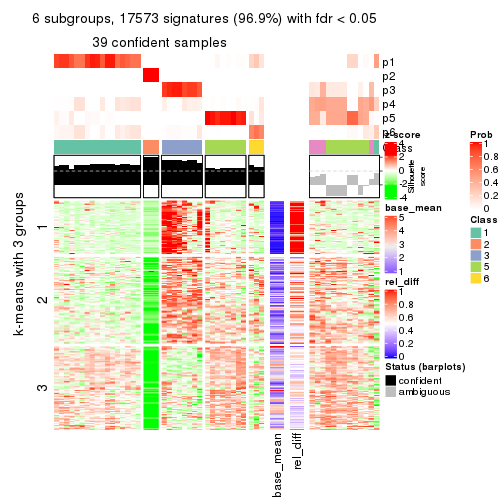 6 subgroups, 17573 signatures (96.9%) with fdr < 0.05
39 confident samples
p1
p2
p3
p4
p5
p6
Class
Silhouette
score
k-means with 3 groups
1
2
3
base_mean
rel_diff
z-score
4
2
0
-2
-4
base_mean
5
4
3
2
1
rel_diff
1
0.8
0.6
0.4
0.2
0
Status (barplots)
confident
ambiguous
Prob
1
0.8
0.6
0.4
0.2
0
Class
1
2
3
5
6